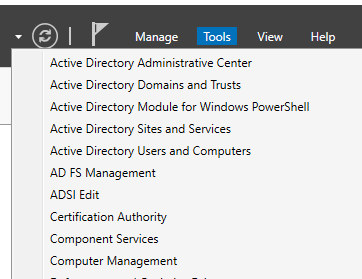 Manage Tools View Help
Active Directory Administrative Center
Active Directory Domains and Trusts
Active Directory Module for Windows PowerShell
Active Directory Sites and Services
Active Directory Users and Computers
AD FS Management
ADSI Edit
Certification Authority
Component Services
Computer Management